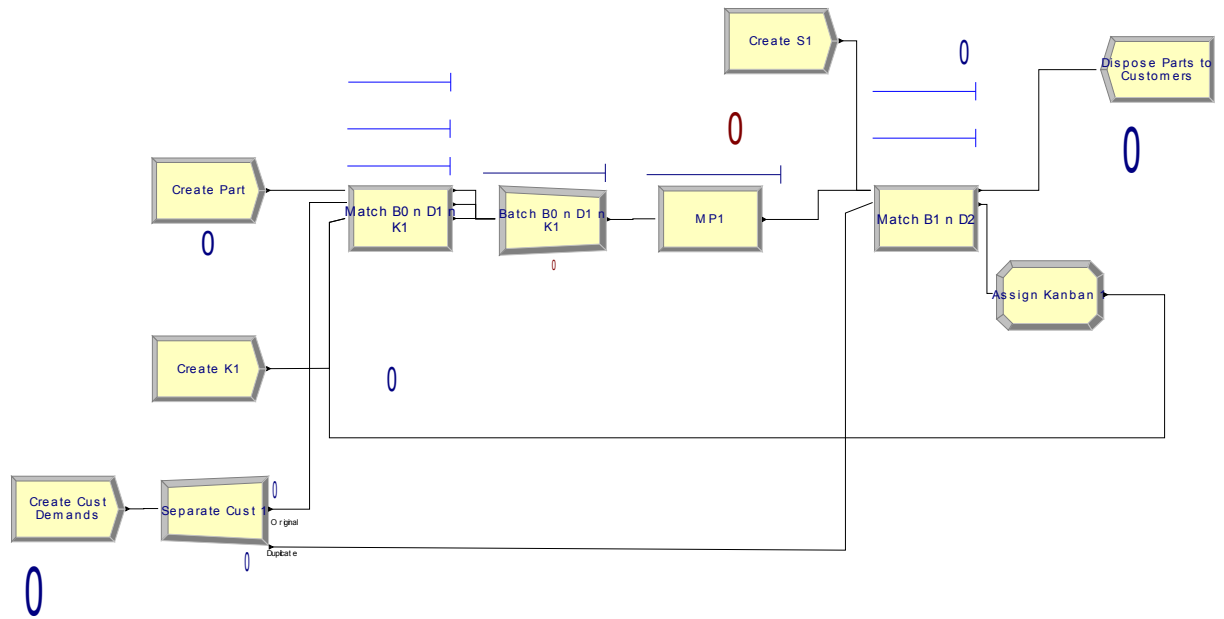 Create S1
0
Dispose Parts to
Customers
0
0
Create Part
Match B0 n D1 n
K1
Batch B0 n D1 n
K1
MP1
Match B1 n D2
0
0
Assign Kanban
Create K1
0
Create Cust
Demands
Separate Cust 1
0
Original
Duplicate
0
0